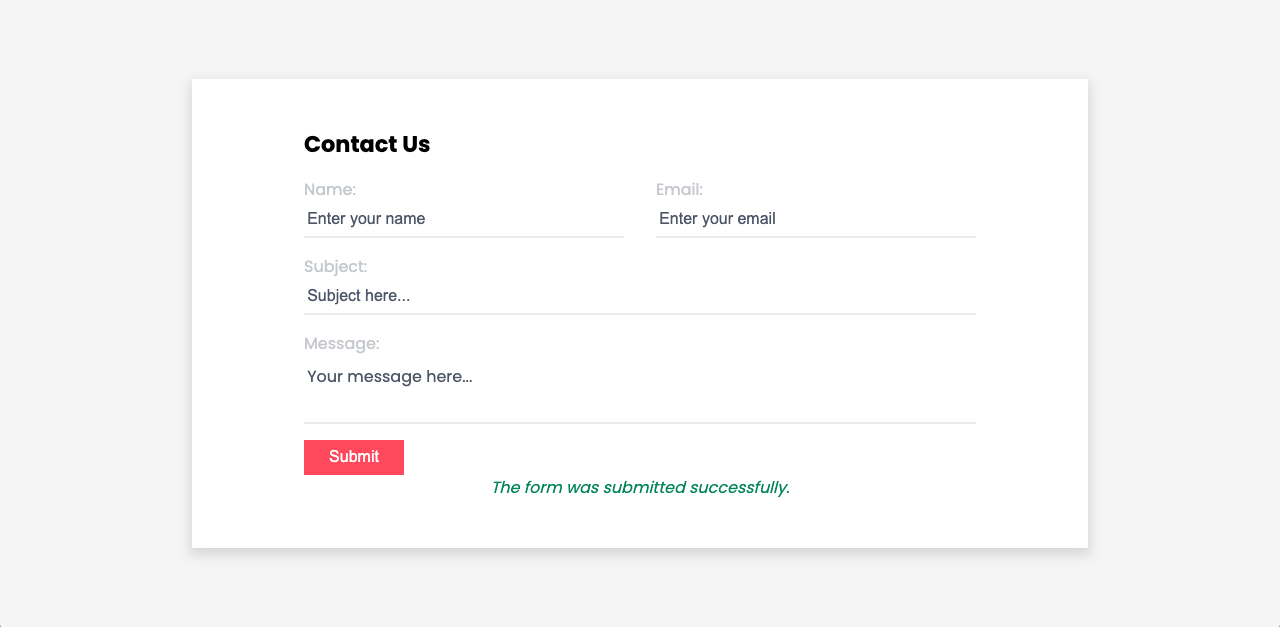 Contact Us
Name: Email:
Enter your name Enter your email
Subject:
Subject here...
Message:
Your message here...
Submit
The form was submitted successfully.